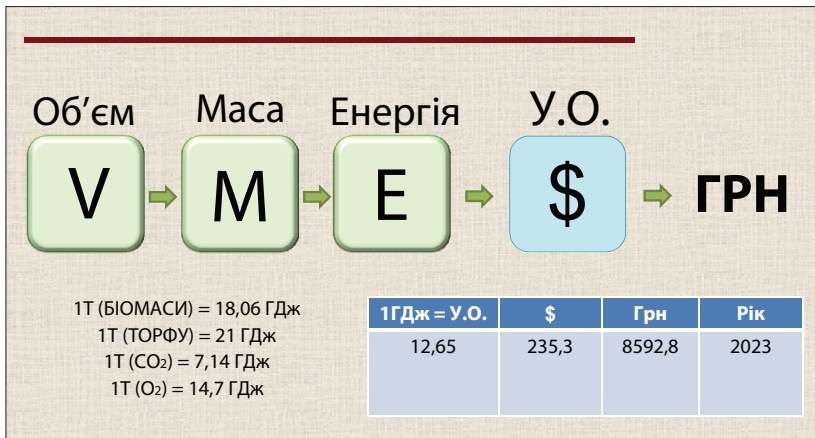 Об’єм Маса Енергія У.О.
V M E $ ГРН
1Т (БІОМАСИ) = 18,06 ГДж
1Т (ТОРФУ) = 21 ГДж
1Т (CO₂) = 7,14 ГДж
1Т (O₂) = 14,7 ГДж
1ГДж = У.О. $ Грн Рік
12,65 235,3 8592,8 2023